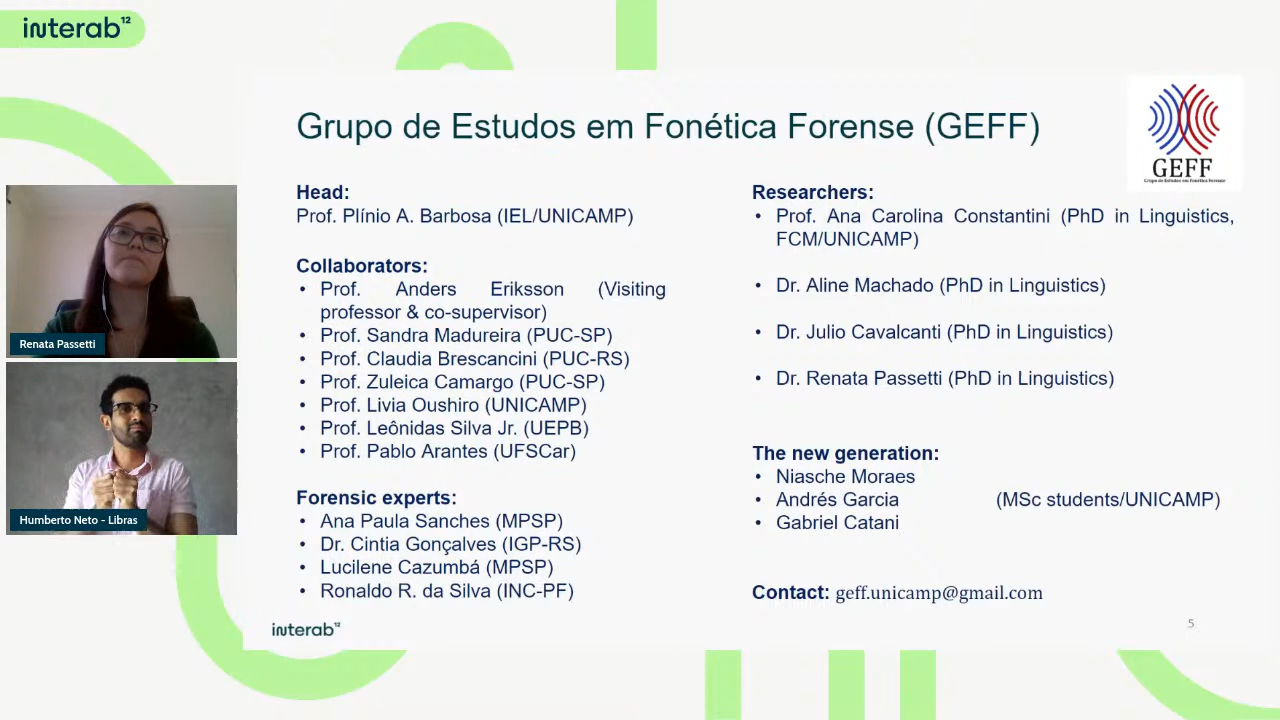 interab¹²
Grupo de Estudos em Fonética Forense (GEFF)
GEFF
Grupo de Estudos em Fonética Forense
Head:
Prof. Plínio A. Barbosa (IEL/UNICAMP)
Collaborators:
• Prof. Anders Eriksson (Visiting
professor & co-supervisor)
• Prof. Sandra Madureira (PUC-SP)
• Prof. Claudia Brescancini (PUC-RS)
• Prof. Zuleica Camargo (PUC-SP)
• Prof. Livia Oushiro (UNICAMP)
• Prof. Leônidas Silva Jr. (UEPB)
• Prof. Pablo Arantes (UFSCar)
Forensic experts:
• Ana Paula Sanches (MPSP)
• Dr. Cintia Gonçalves (IGP-RS)
• Lucilene Cazumbá (MPSP)
• Ronaldo R. da Silva (INC-PF)
Researchers:
• Prof. Ana Carolina Constantini (PhD in Linguistics,
FCM/UNICAMP)
• Dr. Aline Machado (PhD in Linguistics)
• Dr. Julio Cavalcanti (PhD in Linguistics)
• Dr. Renata Passetti (PhD in Linguistics)
The new generation:
• Niasche Moraes
• Andrés Garcia (MSc students/UNICAMP)
• Gabriel Catani
Contact: geff.unicamp@gmail.com
interab¹²
5
Renata Passetti
Humberto Neto - Libras